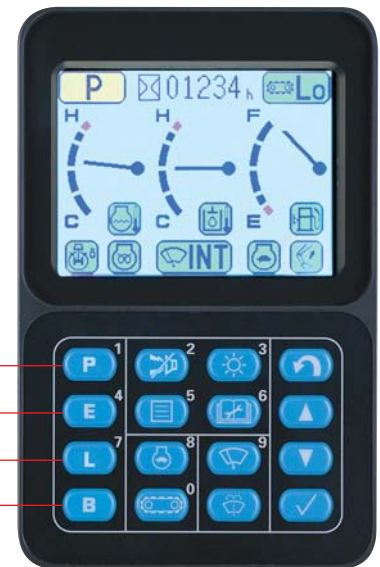 P 01234 h Lo
H H F
C C E
INT
P 1 2 3
E 4 5 6
L 7 8 9
B 0